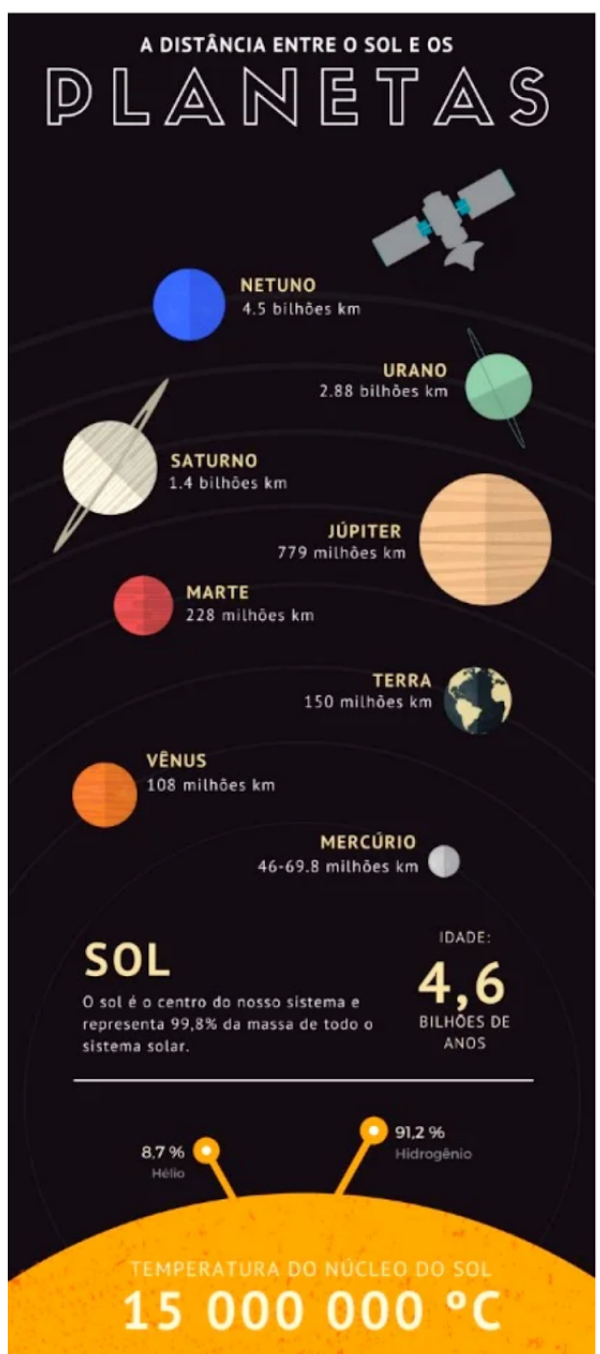 A DISTÂNCIA ENTRE O SOL E OS
PLANETAS
NETUNO
4.5 bilhões km
URANO
2.88 bilhões km
SATURNO
1.4 bilhões km
JÚPITER
779 milhões km
MARTE
228 milhões km
TERRA
150 milhões km
VÊNUS
108 milhões km
MERCÚRIO
46-69.8 milhões km
SOL
O sol é o centro do nosso sistema e
representa 99,8% da massa de todo o
sistema solar.
IDADE:
4,6
BILHÕES DE
ANOS
8,7 %
Hélio
91,2 %
Hidrogênio
TEMPERATURA DO NÚCLEO DO SOL
15 000 000 ºC